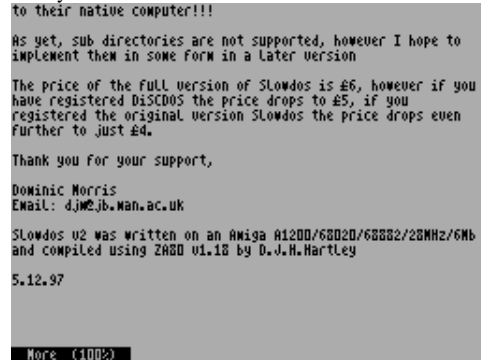 to their native computer!!!
As yet, sub directories are not supported, however I hope to
implement them in some form in a later version
The price of the full version of Slowdos is £6, however if you
have registered DiSCDOS the price drops to £5, if you
registered the original version Slowdos the price drops even
further to just £4.
Thank you for your support,
Dominic Morris
Email: djm@jb.man.ac.uk
Slowdos v2 was written on an Amiga A1200/68020/68882/28MHz/6Mb
and compiled using ZA80 v1.18 by D.J.H.Hartley
5.12.97
More (100%)